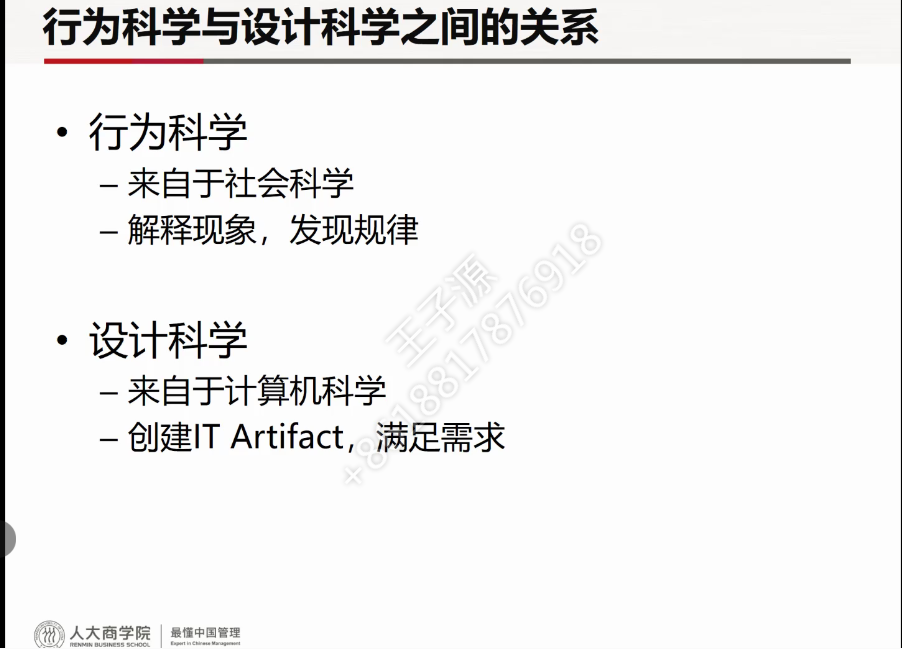 行为科学与设计科学之间的关系
• 行为科学
– 来自于社会科学
– 解释现象，发现规律
王子源
+8618817876918
• 设计科学
– 来自于计算机科学
– 创建IT Artifact，满足需求
人大商学院
RENMIN BUSINESS SCHOOL
最懂中国管理
Expert in Chinese Management